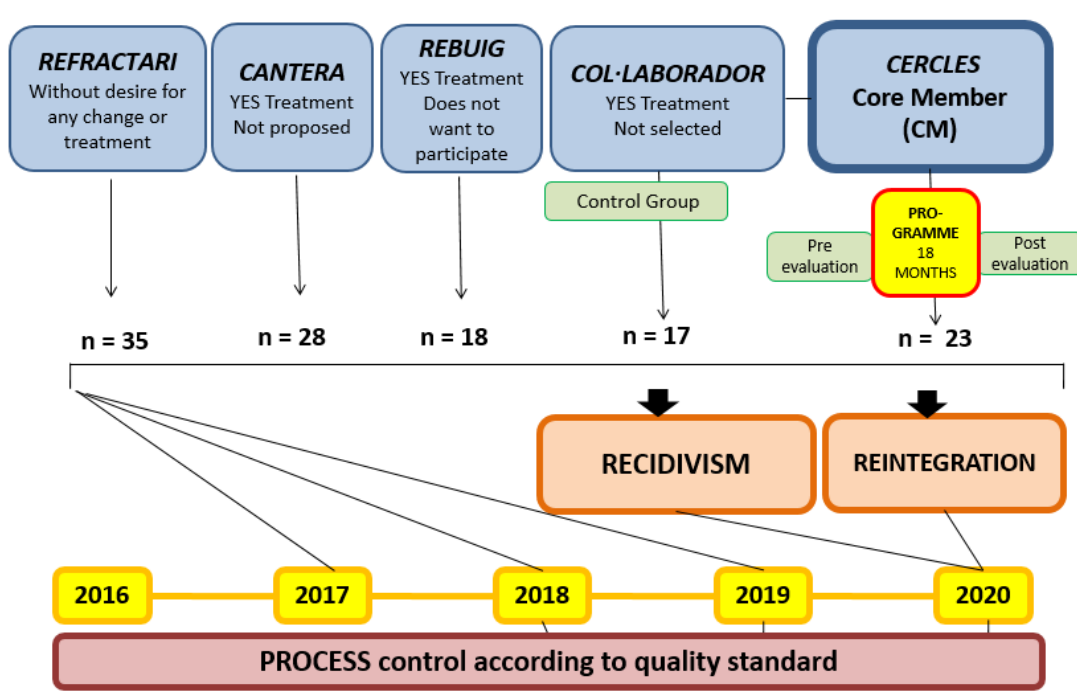 REFRACTARI
Without desire for
any change or
treatment
CANTERA
YES Treatment
Not proposed
REBUIG
YES Treatment
Does not
want to
participate
COL·LABORADOR
YES Treatment
Not selected
CERCLES
Core Member
(CM)
Control Group
Pre
evaluation
PRO-
GRAMME
18
MONTHS
Post
evaluation
n = 35
n = 28
n = 18
n = 17
n = 23
RECIDIVISM
REINTEGRATION
2016
2017
2018
2019
2020
PROCESS control according to quality standard